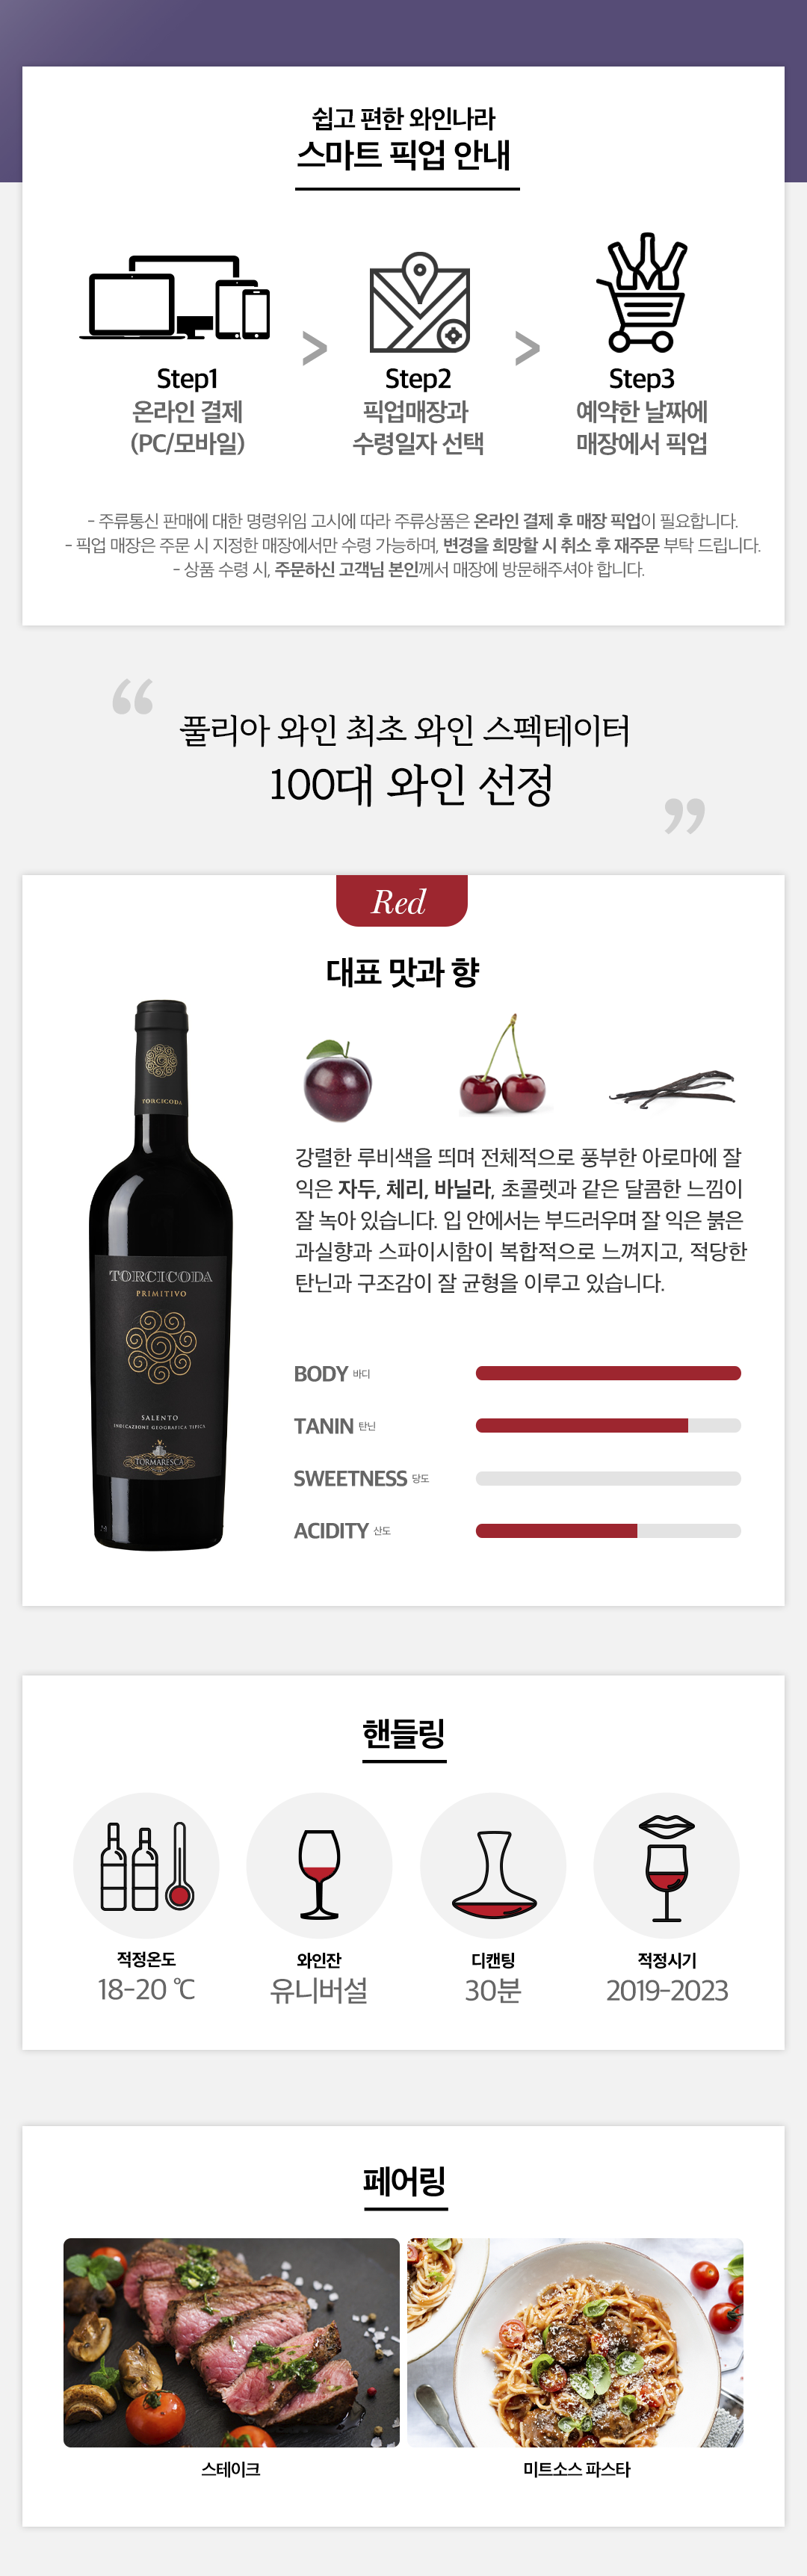 쉽고 편한 와인나라
스마트 픽업 안내
Step1
온라인 결제
(PC/모바일)
>
Step2
픽업매장과
수령일자 선택
>
Step3
예약한 날짜에
매장에서 픽업
- 주류통신 판매에 대한 명령위임 고시에 따라 주류상품은 온라인 결제 후 매장 픽업이 필요합니다.
- 픽업 매장은 주문 시 지정한 매장에서만 수령 가능하며, 변경을 희망할 시 취소 후 재주문 부탁 드립니다.
- 상품 수령 시, 주문하신 고객님 본인께서 매장에 방문해주셔야 합니다.
“
풀리아 와인 최초 와인 스펙테이터
100대 와인 선정
”
Red
대표 맛과 향
TORCICODA
TORCICODA
PRIMITIVO
SALENTO
INDICAZIONE GEOGRAFICA TIPICA
TORMARESCA
강렬한 루비색을 띄며 전체적으로 풍부한 아로마에 잘
익은 자두, 체리, 바닐라, 초콜렛과 같은 달콤한 느낌이
잘 녹아 있습니다. 입 안에서는 부드러우며 잘 익은 붉은
과실향과 스파이시함이 복합적으로 느껴지고, 적당한
탄닌과 구조감이 잘 균형을 이루고 있습니다.
BODY 바디
TANIN 탄닌
SWEETNESS 당도
ACIDITY 산도
핸들링
적정온도
18-20 ℃
와인잔
유니버설
디캔팅
30분
적정시기
2019-2023
페어링
스테이크
미트소스 파스타